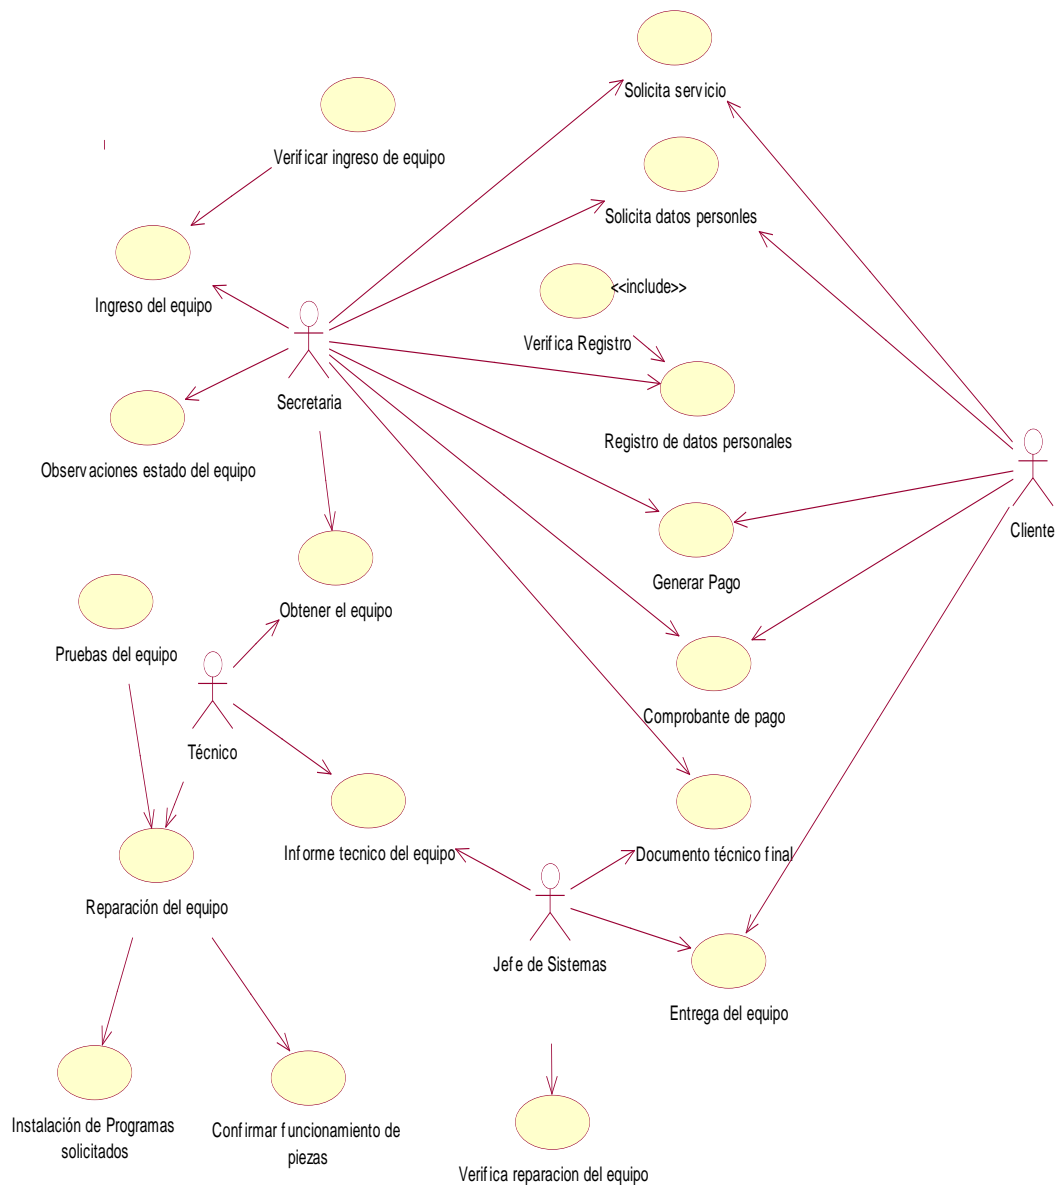 Solicita servicio
Verificar ingreso de equipo
Solicita datos personles
<<include>>
Ingreso del equipo
Verifica Registro
Secretaria
Registro de datos personales
Observaciones estado del equipo
Cliente
Generar Pago
Obtener el equipo
Pruebas del equipo
Comprobante de pago
Técnico
Informe tecnico del equipo
Documento técnico final
Reparación del equipo
Jefe de Sistemas
Entrega del equipo
Instalación de Programas
solicitados
Confirmar funcionamiento de
piezas
Verifica reparacion del equipo